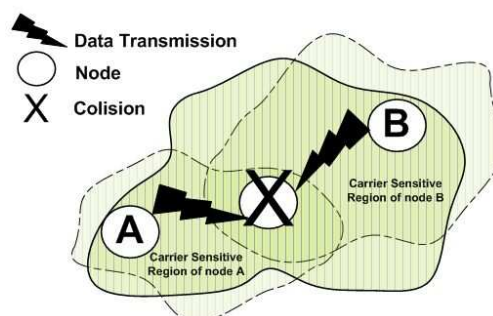 Data Transmission
Node
X Colision
B
Carrier Sensitive
Region of node B
X
A
Carrier Sensitive
Region of node A